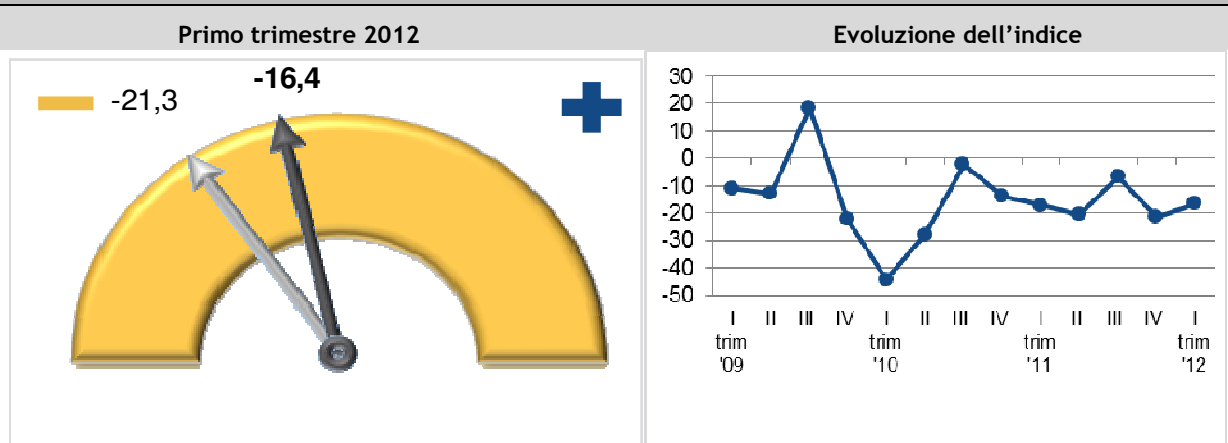 Primo trimestre 2012
-16,4
-21,3
Evoluzione dell'indice
30
20
10
0
-10
-20
-30
-40
-50
I II III IV I II III IV I II III IV I
trim trim trim trim
'09 '10 '11 '12